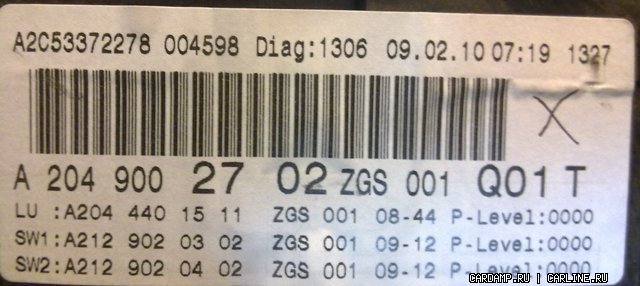 A2C53372278 004598 Diag:1306 09.02.10 07:19 1327
X
A 204 900 27 02 ZGS 001 Q01 T
LU :A204 440 15 11 ZGS 001 08-44 P-Level:0000
SW1:A212 902 03 02 ZGS 001 09-12 P-Level:0000
SW2:A212 902 04 02 ZGS 001 09-12 P-Level:0000
CARDAMP.RU | CARLINE.RU